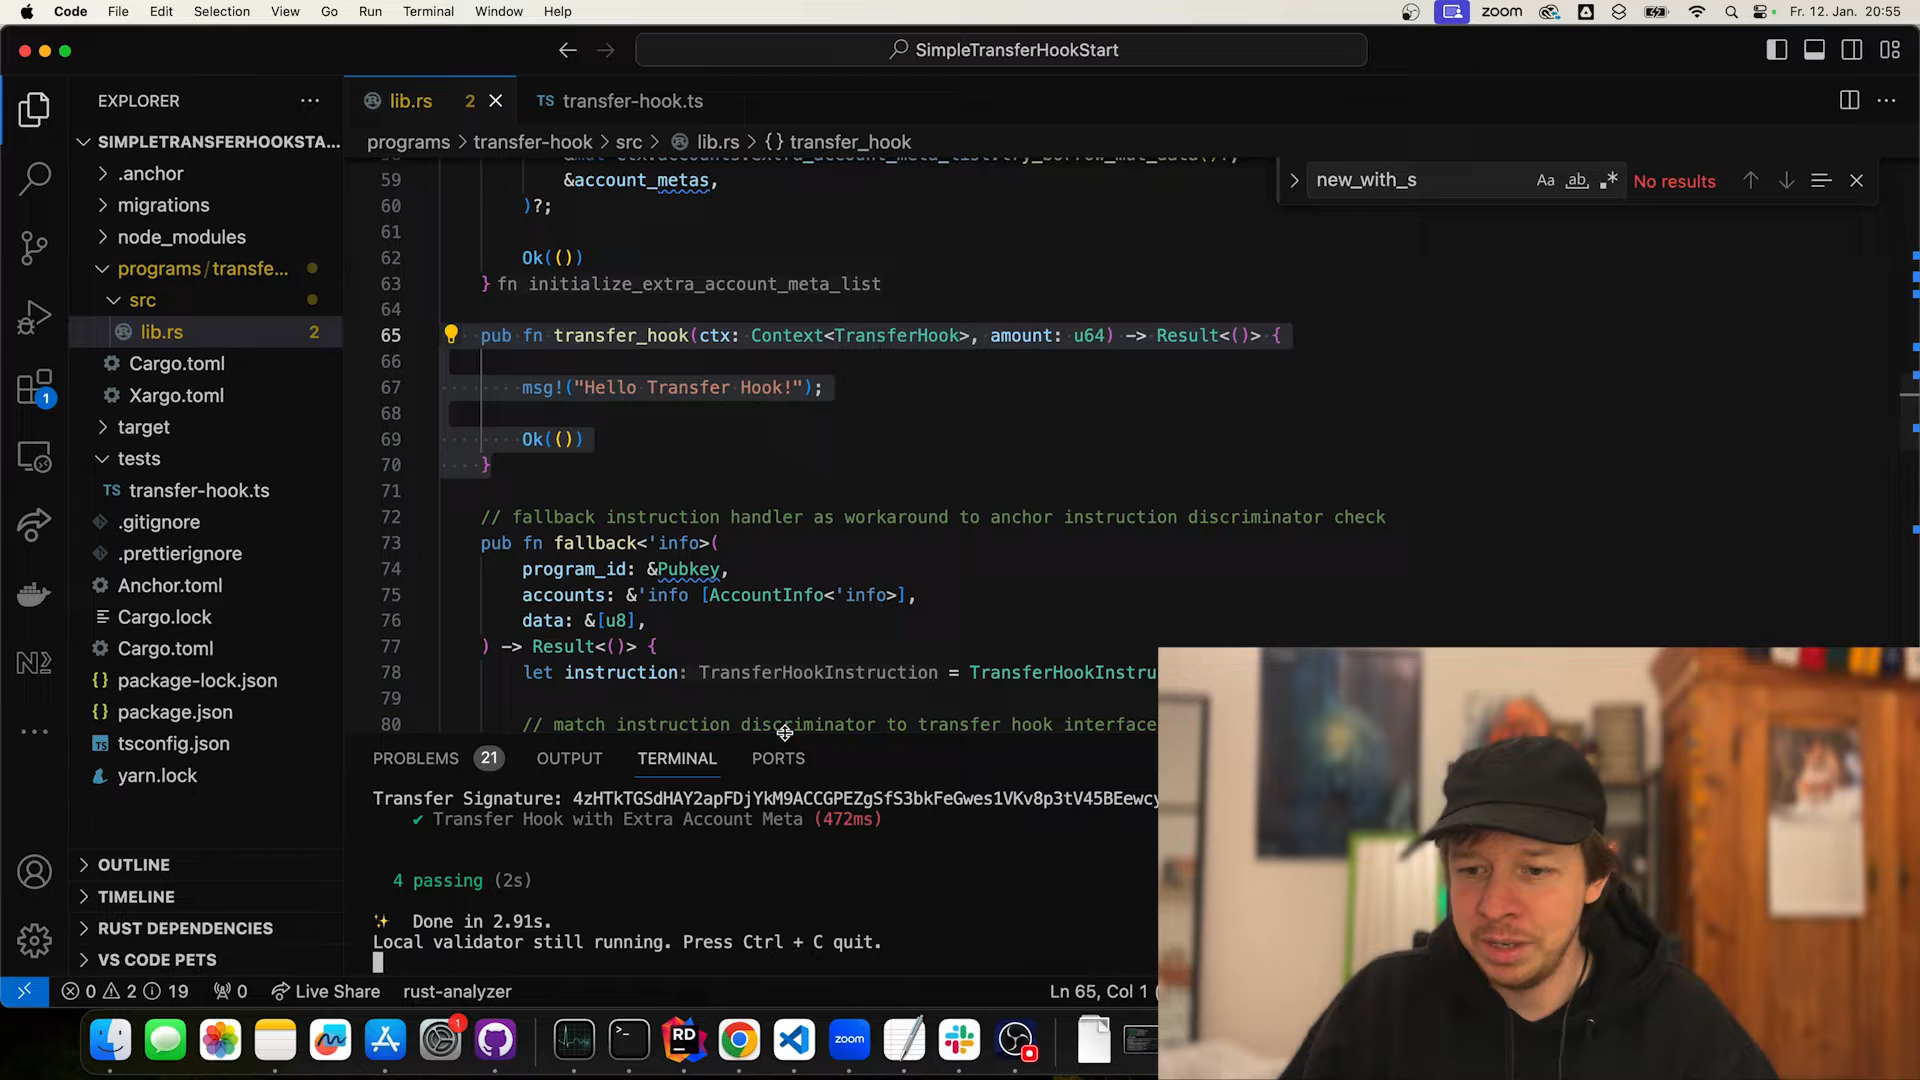 Code File Edit Selection View Go Run Terminal Window Help
zoom Fr. 12. Jan. 20:55
SimpleTransferHookStart
EXPLORER
SIMPLETRANSFERHOOKSTA...
.anchor
migrations
node_modules
programs/transfe...
src
lib.rs 2
Cargo.toml
Xargo.toml
target
tests
TS transfer-hook.ts
.gitignore
.prettierignore
Anchor.toml
Cargo.lock
Cargo.toml
package-lock.json
package.json
tsconfig.json
yarn.lock
OUTLINE
TIMELINE
RUST DEPENDENCIES
VS CODE PETS
lib.rs 2 TS transfer-hook.ts
programs > transfer-hook > src > lib.rs > {} transfer_hook
new_with_s Aa ab No results
59 &account_metas,
60 )?;
61
62 Ok(())
63 } fn initialize_extra_account_meta_list
64
65 pub fn transfer_hook(ctx: Context<TransferHook>, amount: u64) -> Result<()> {
66
67 msg!("Hello Transfer Hook!");
68
69 Ok(())
70 }
71
72 // fallback instruction handler as workaround to anchor instruction discriminator check
73 pub fn fallback<'info>(
74 program_id: &Pubkey,
75 accounts: &'info [AccountInfo<'info>],
76 data: &[u8],
77 ) -> Result<()> {
78 let instruction: TransferHookInstruction = TransferHookInstru
79
80 // match instruction discriminator to transfer hook interface
PROBLEMS 21 OUTPUT TERMINAL PORTS
Transfer Signature: 4zHTkTGSdHAY2apFDjYkM9ACCGPEZgSfS3bkFeGwes1VKv8p3tV45BEewcy
✔ Transfer Hook with Extra Account Meta (472ms)
4 passing (2s)
✨ Done in 2.91s.
Local validator still running. Press Ctrl + C quit.
0 2 19 0 Live Share rust-analyzer Ln 65, Col 1
1
1
RD
zoom